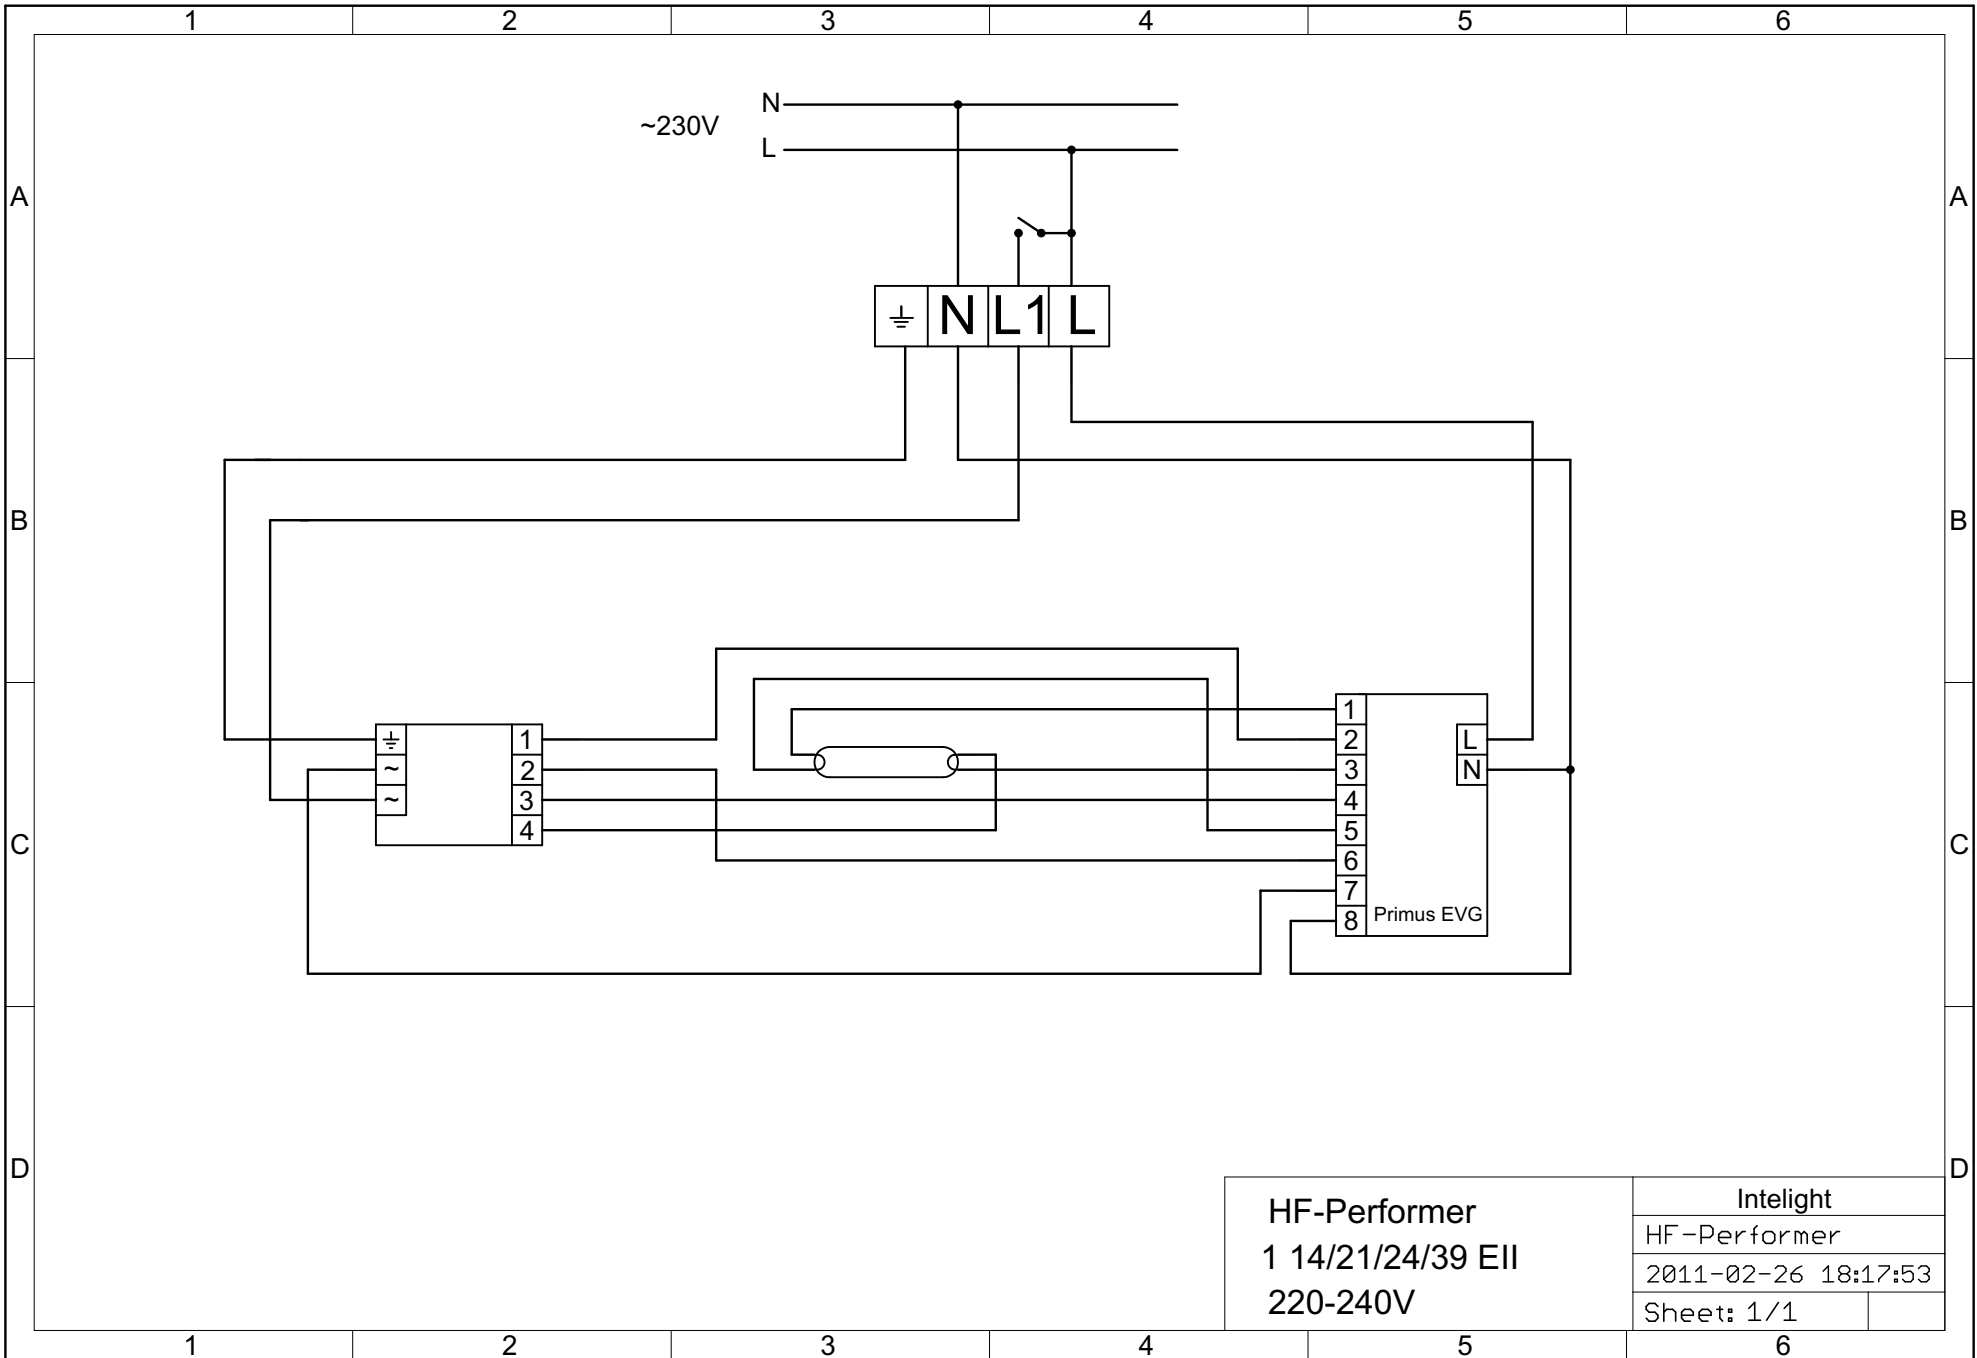 1 2 3 4 5 6
N
~230V
L
A A
N L1 L
B B
1
1 2 L
~ 2 3 N
~ 3 4
4 5
C C
6
7
8 Primus EVG
D D
HF-Performer
1 14/21/24/39 EII
220-240V
Intelight
HF-Performer
2011-02-26 18:17:53
Sheet: 1/1
1 2 3 4 5 6